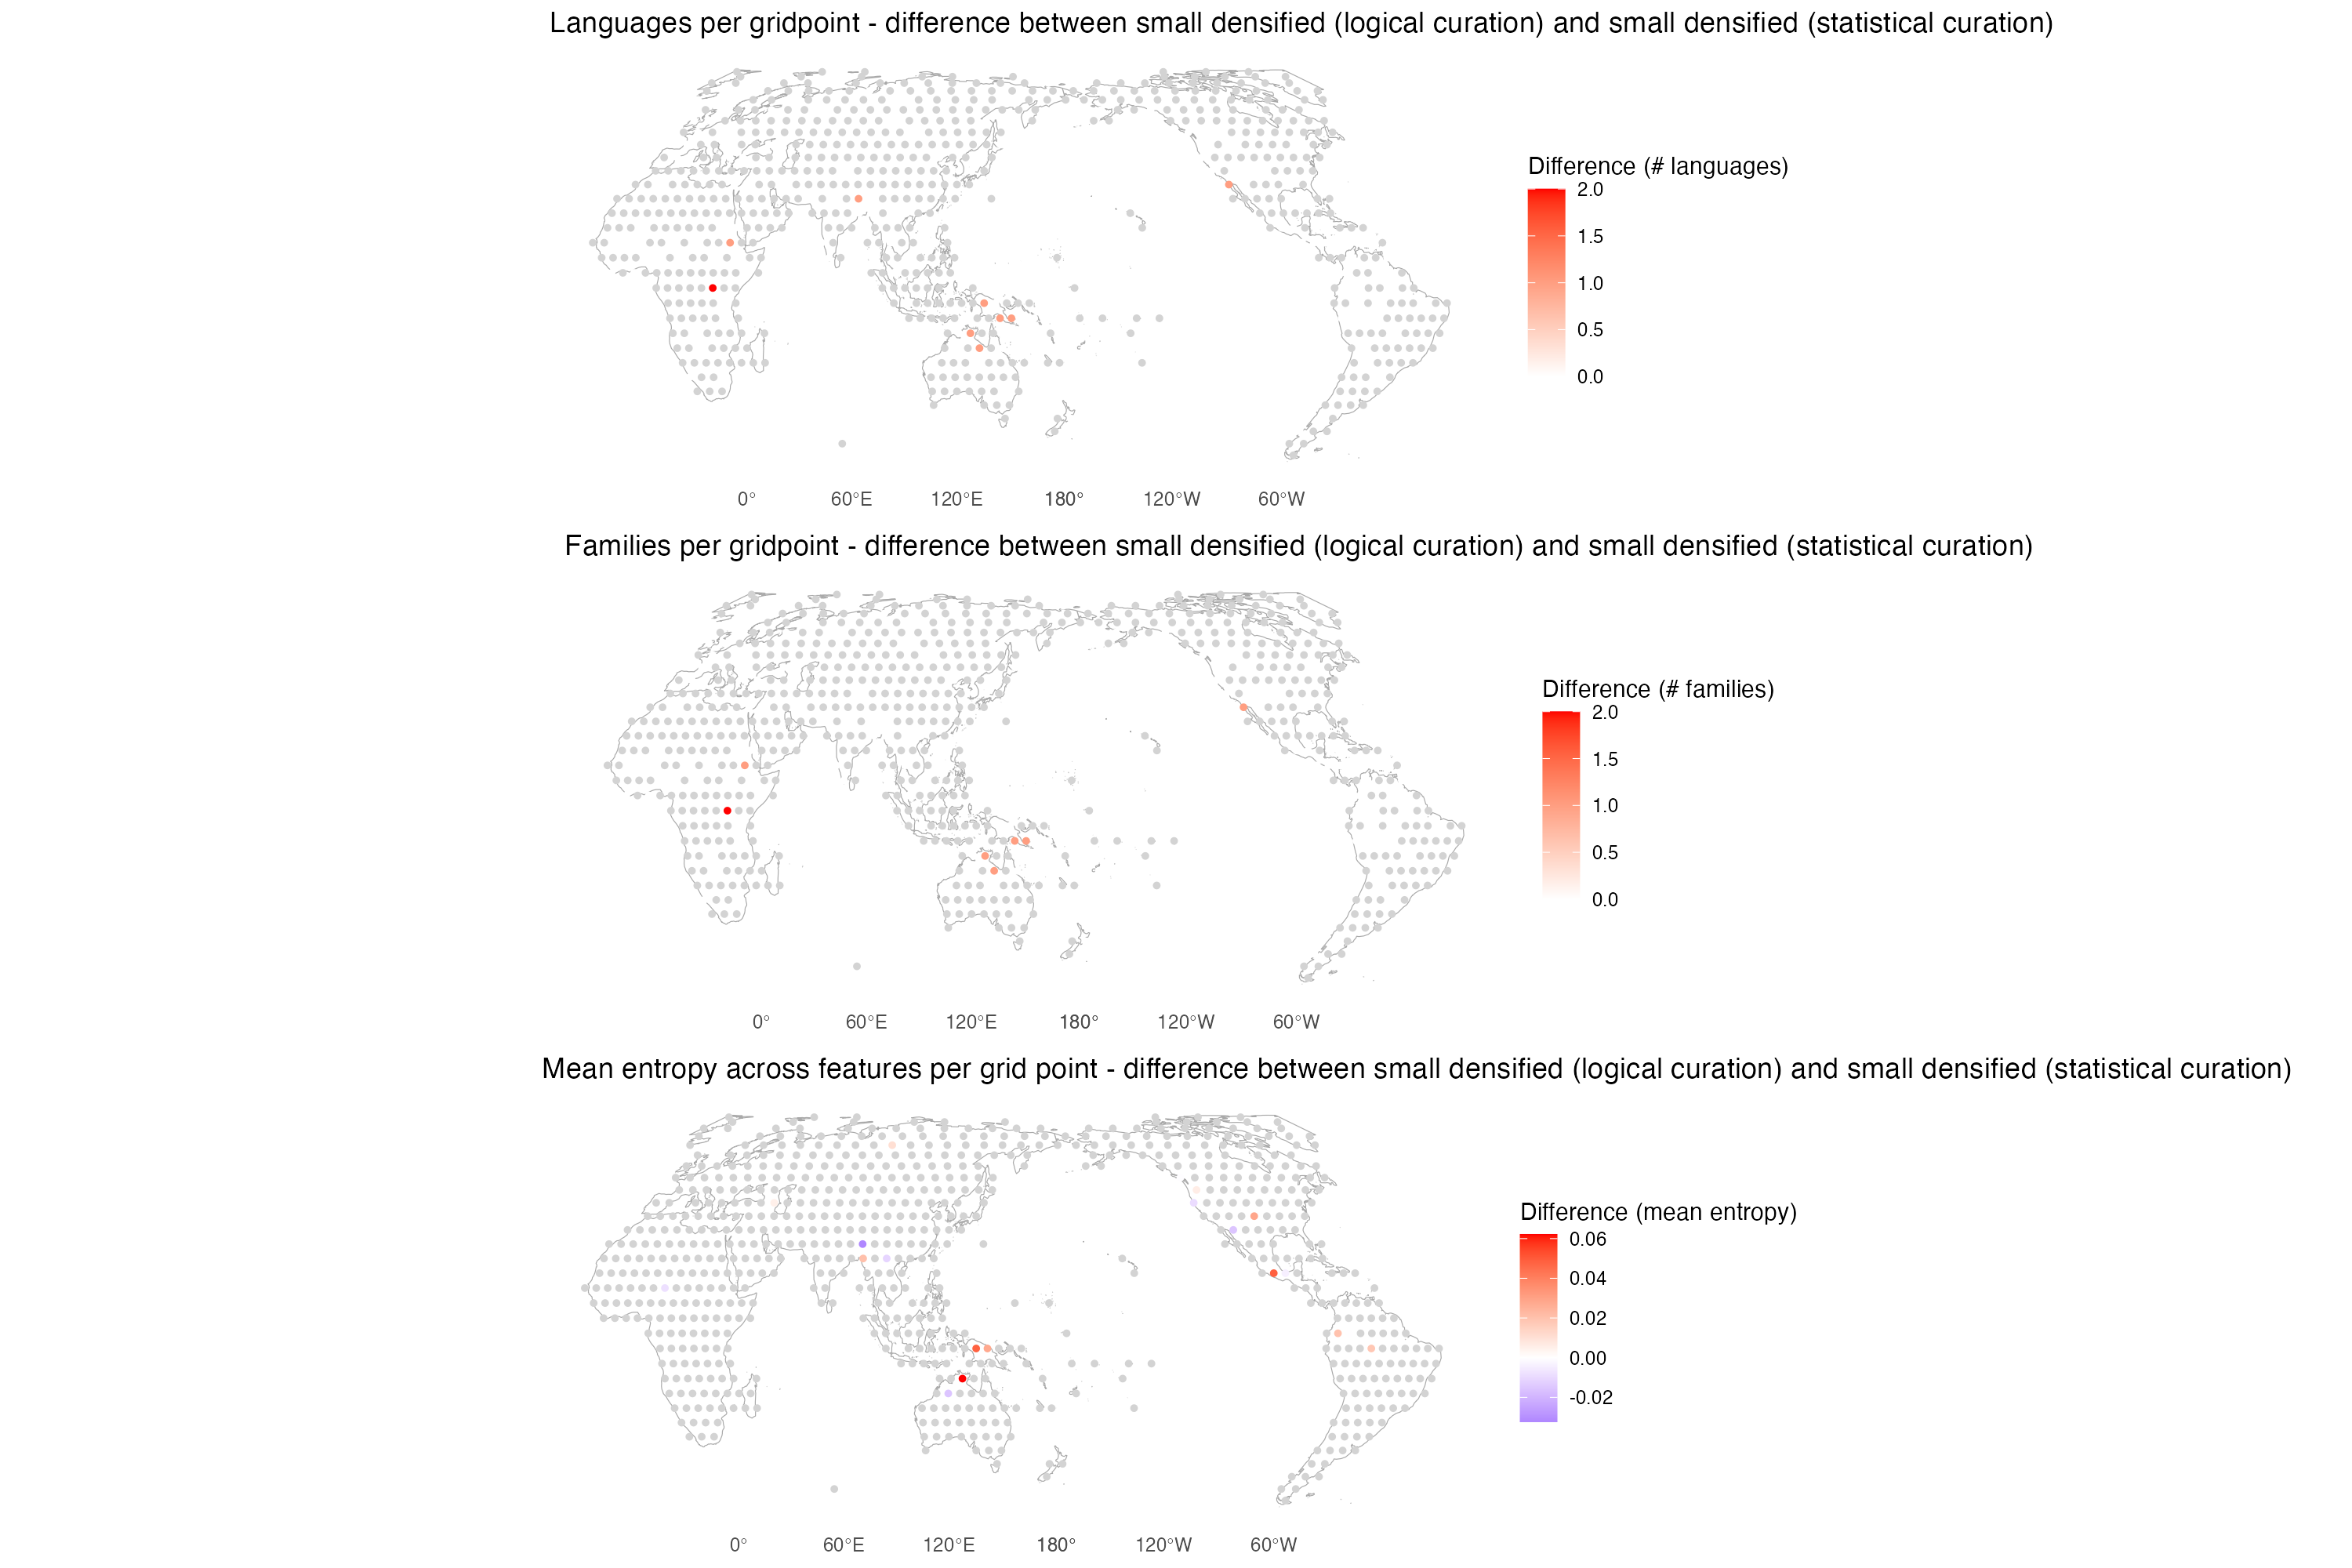 Languages per gridpoint - difference between small densified (logical curation) and small densified (statistical curation)
Difference (# languages)
2.0
1.5
1.0
0.5
0.0
0°
60°E
120°E
180°
120°W
60°W
Families per gridpoint - difference between small densified (logical curation) and small densified (statistical curation)
Difference (# families)
2.0
1.5
1.0
0.5
0.0
0°
60°E
120°E
180°
120°W
60°W
Mean entropy across features per grid point - difference between small densified (logical curation) and small densified (statistical curation)
Difference (mean entropy)
0.06
0.04
0.02
0.00
-0.02
0°
60°E
120°E
180°
120°W
60°W